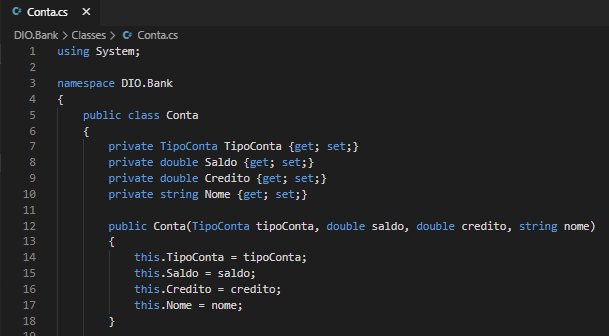 Conta.cs
DIO.Bank > Classes > Conta.cs
1 using System;
2
3 namespace DIO.Bank
4 {
5 public class Conta
6 {
7 private TipoConta TipoConta {get; set;}
8 private double Saldo {get; set;}
9 private double Credito {get; set;}
10 private string Nome {get; set;}
11
12 public Conta(TipoConta tipoConta, double saldo, double credito, string nome)
13 {
14 this.TipoConta = tipoConta;
15 this.Saldo = saldo;
16 this.Credito = credito;
17 this.Nome = nome;
18 }
19